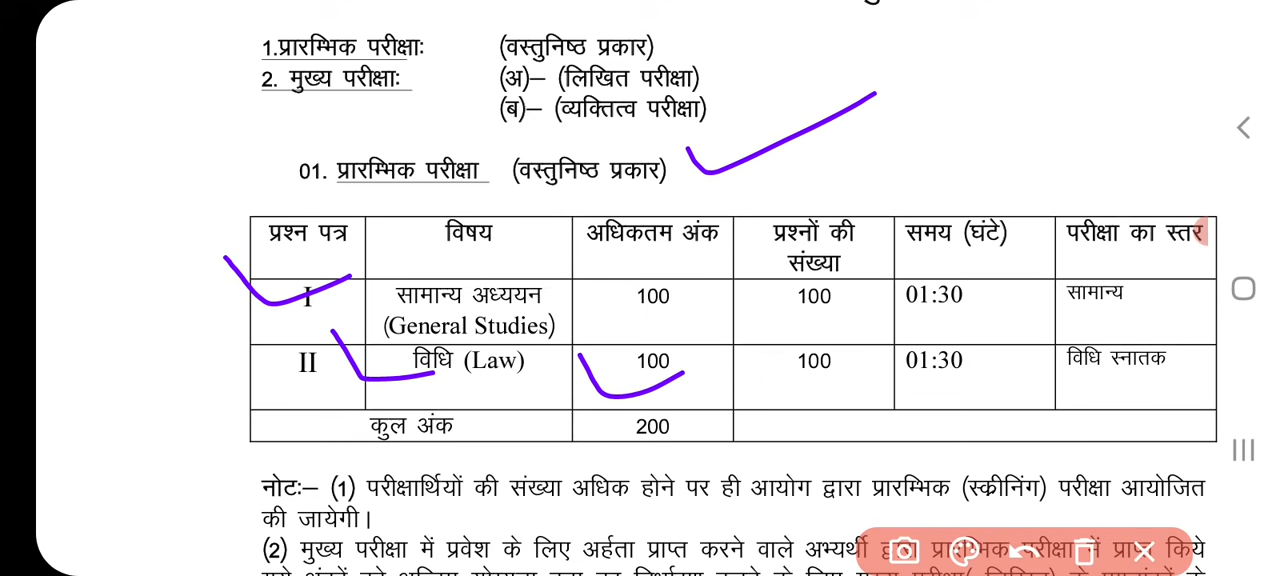 1.प्रारम्भिक परीक्षाः (वस्तुनिष्ठ प्रकार)
2. मुख्य परीक्षाः (अ)– (लिखित परीक्षा)
(ब)– (व्यक्तित्व परीक्षा)
01. प्रारम्भिक परीक्षा (वस्तुनिष्ठ प्रकार)
प्रश्न पत्र विषय अधिकतम अंक प्रश्नों की संख्या समय (घंटे) परीक्षा का स्तर
I सामान्य अध्ययन (General Studies) 100 100 01:30 सामान्य
II विधि (Law) 100 100 01:30 विधि स्नातक
कुल अंक 200
नोटः– (1) परीक्षार्थियों की संख्या अधिक होने पर ही आयोग द्वारा प्रारम्भिक (स्क्रीनिंग) परीक्षा आयोजित
की जायेगी।
(2) मुख्य परीक्षा में प्रवेश के लिए अर्हता प्राप्त करने वाले अभ्यर्थी द्वारा प्रारम्भिक परीक्षा में प्राप्त किये